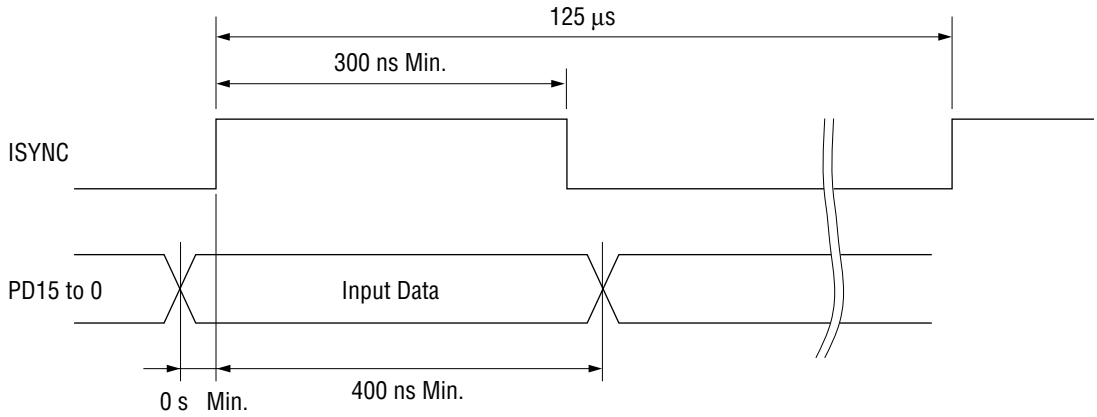 125 μs
300 ns Min.
ISYNC
PD15 to 0
Input Data
400 ns Min.
0 s Min.